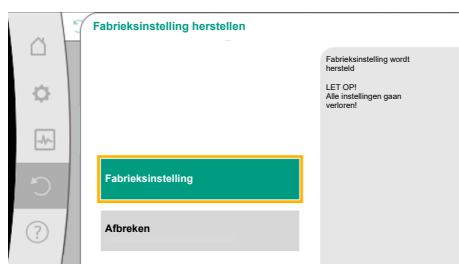 Fabrieksinstelling herstellen
Fabrieksinstelling wordt
hersteld
LET OP!
Alle instellingen gaan
verloren!
Fabrieksinstelling
Afbreken
?